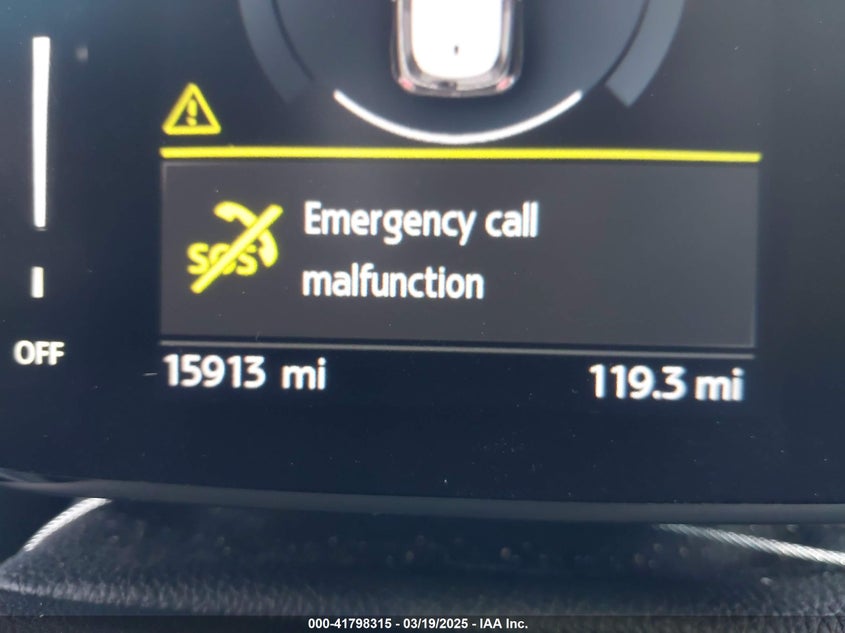 SOS
Emergency call
malfunction
OFF
15913 mi
119.3 mi
000-41798315 - 03/19/2025 - IAA Inc.